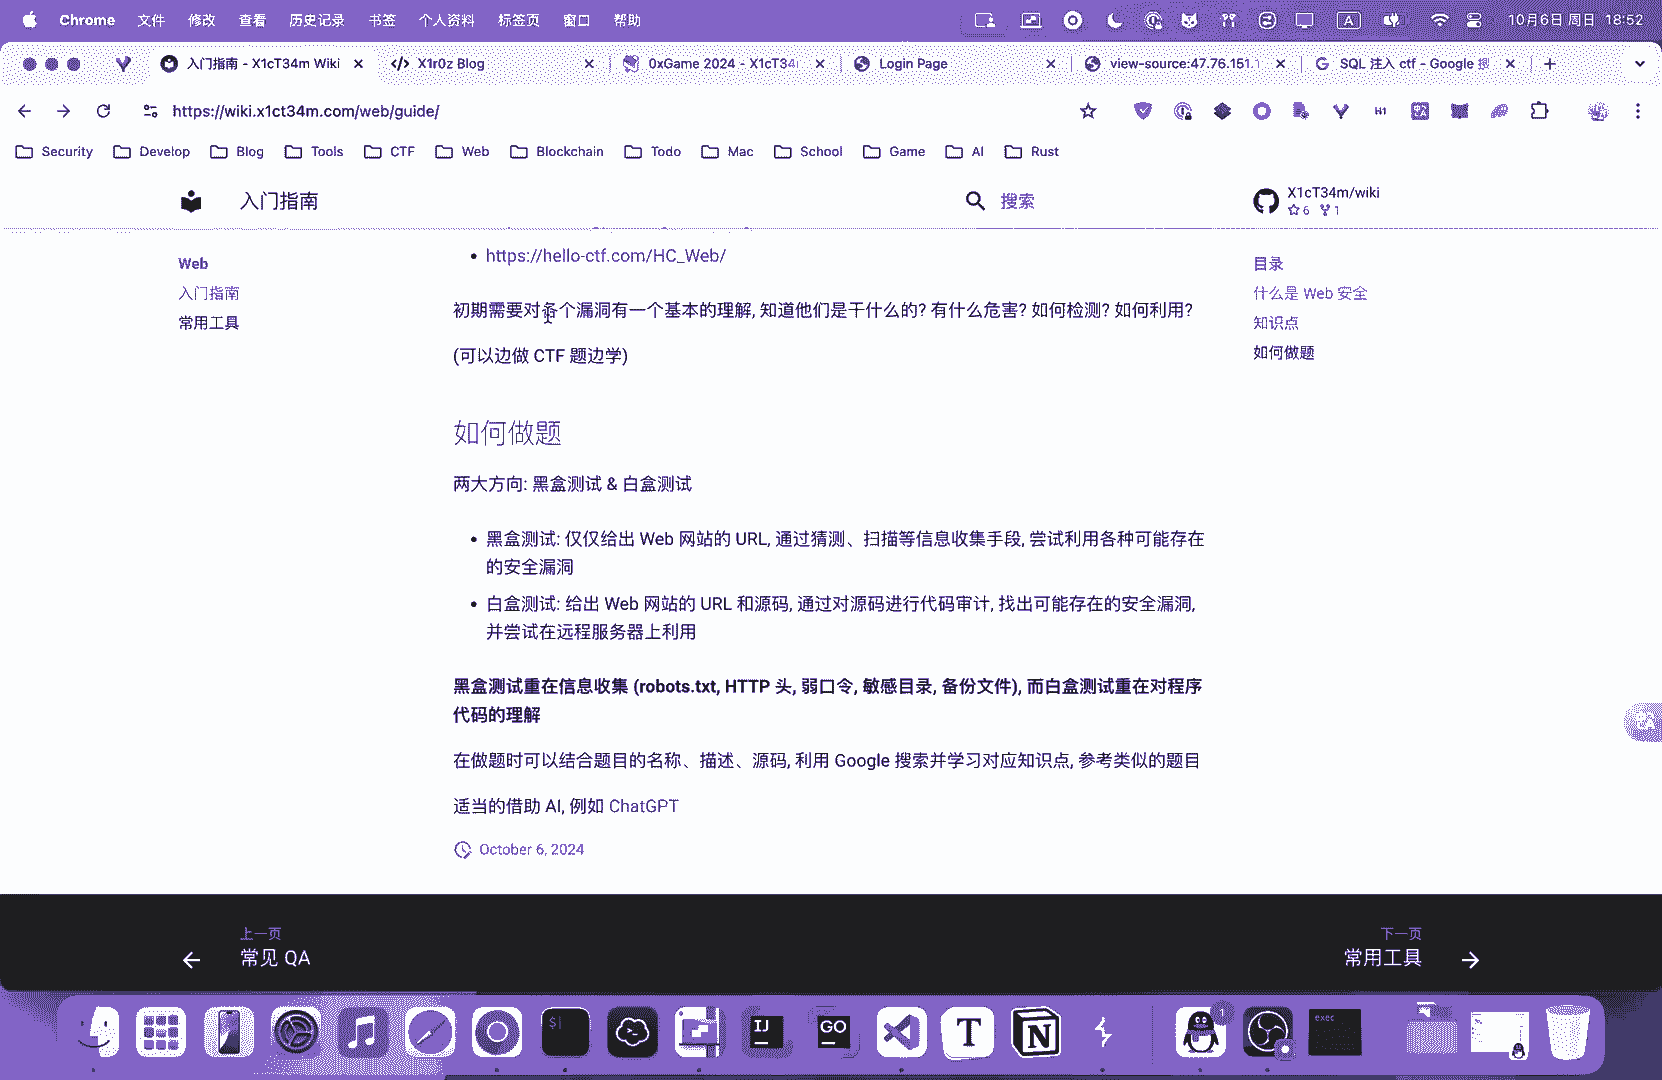 Chrome 文件 修改 查看 历史记录 书签 个人资料 标签页 窗口 帮助 A 10月6日 周日 18:52
入门指南 - X1cT34m Wiki X1r0z Blog 0xGame 2024 - X1cT34 Login Page view-source:47.76.151.1 SQL 注入 ctf - Google 搜
https://wiki.x1ct34m.com/web/guide/
Security Develop Blog Tools CTF Web Blockchain Todo Mac School Game AI Rust
入门指南 搜索 X1cT34m/wiki
6 1
Web
入门指南
常用工具
https://hello-ctf.com/HC_Web/
初期需要对各个漏洞有一个基本的理解, 知道他们是干什么的? 有什么危害? 如何检测? 如何利用?
(可以边做 CTF 题边学)
如何做题
两大方向: 黑盒测试 & 白盒测试
黑盒测试: 仅仅给出 Web 网站的 URL, 通过猜测、扫描等信息收集手段, 尝试利用各种可能存在
的安全漏洞
白盒测试: 给出 Web 网站的 URL 和源码, 通过对源码进行代码审计, 找出可能存在的安全漏洞,
并尝试在远程服务器上利用
黑盒测试重在信息收集 (robots.txt, HTTP 头, 弱口令, 敏感目录, 备份文件), 而白盒测试重在对程序
代码的理解
在做题时可以结合题目的名称、描述、源码, 利用 Google 搜索并学习对应知识点, 参考类似的题目
适当的借助 AI, 例如 ChatGPT
October 6, 2024
目录
什么是 Web 安全
知识点
如何做题
上一页
常见 QA
下一页
常用工具
$ IJ GO T N 1 exec